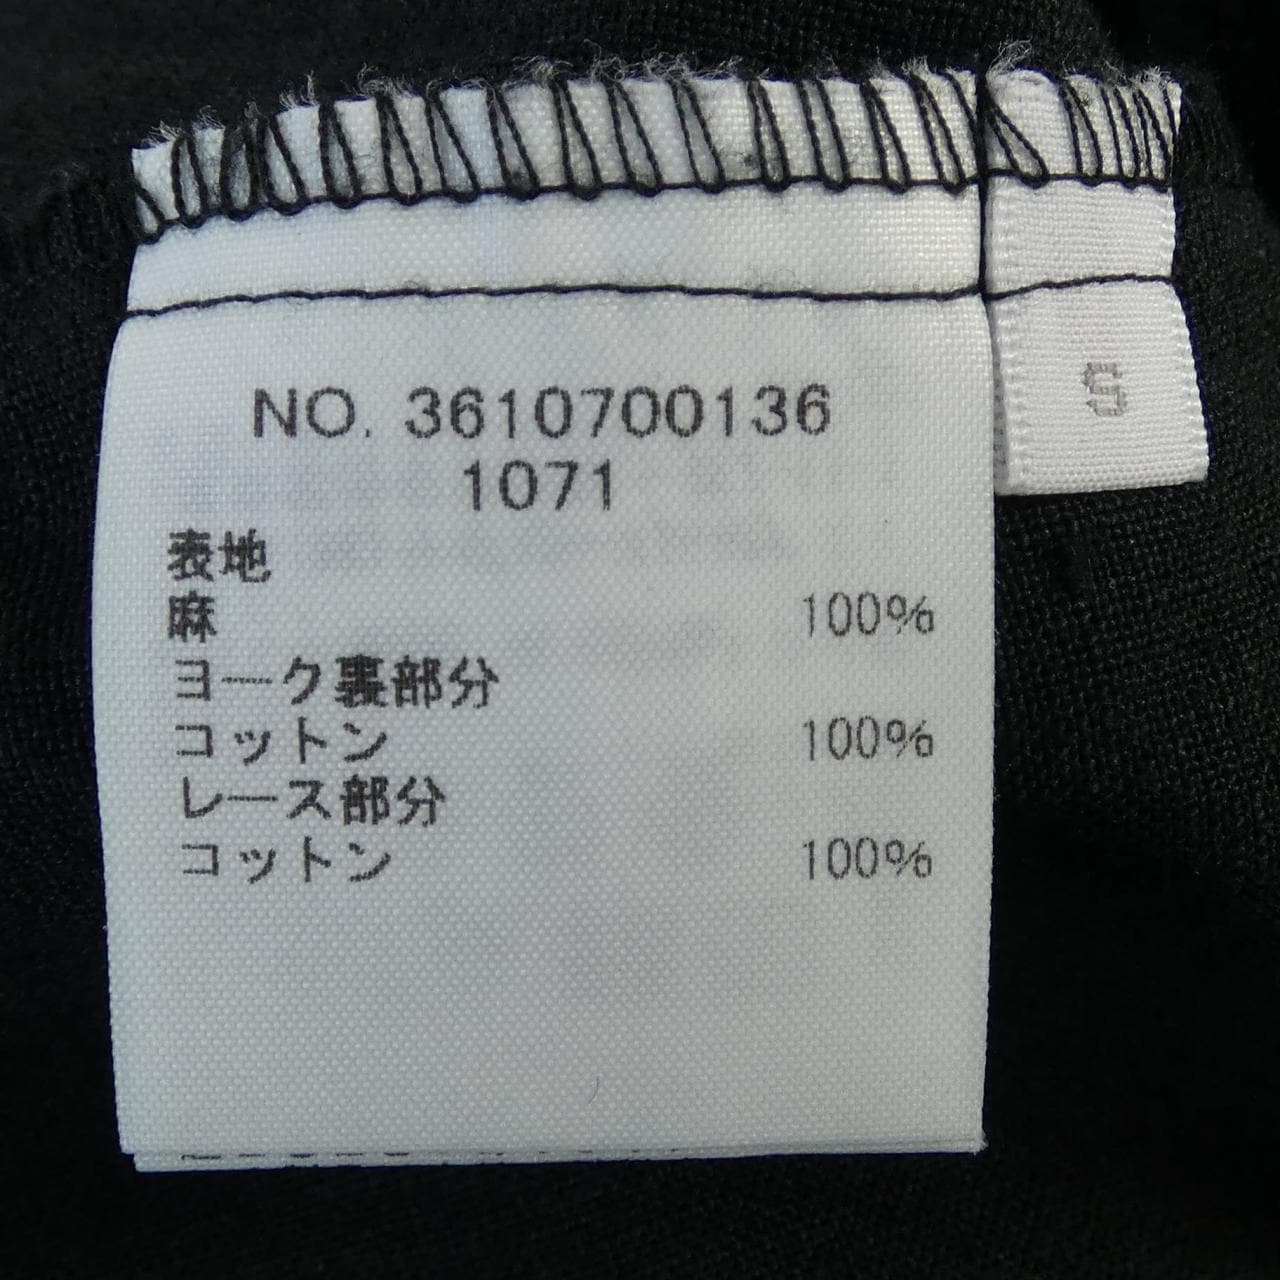 NO. 3610700136
1071
表地
麻 100%
ヨーク裏部分
コットン 100%
レース部分
コットン 100%